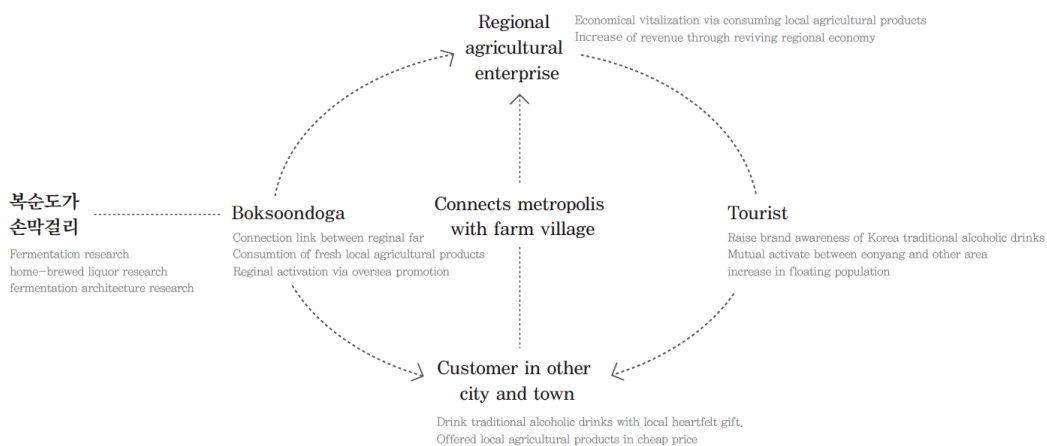 Regional
agricultural
enterprise
Economical vitalization via consuming local agricultural products
Increase of revenue through reviving regional economy
복순도가
손막걸리
Fermentation research
home-brewed liquor research
fermentation architecture research
Boksoondoga
Connection link between reginal far
Consumtion of fresh local agricultural products
Reginal activation via oversea promotion
Connects metropolis
with farm village
Tourist
Raise brand awareness of Korea traditional alcoholic drinks
Mutual activate between eonyang and other area
increase in floating population
Customer in other
city and town
Drink traditional alcoholic drinks with local heartfelt gift,
Offered local agricultural products in cheap price